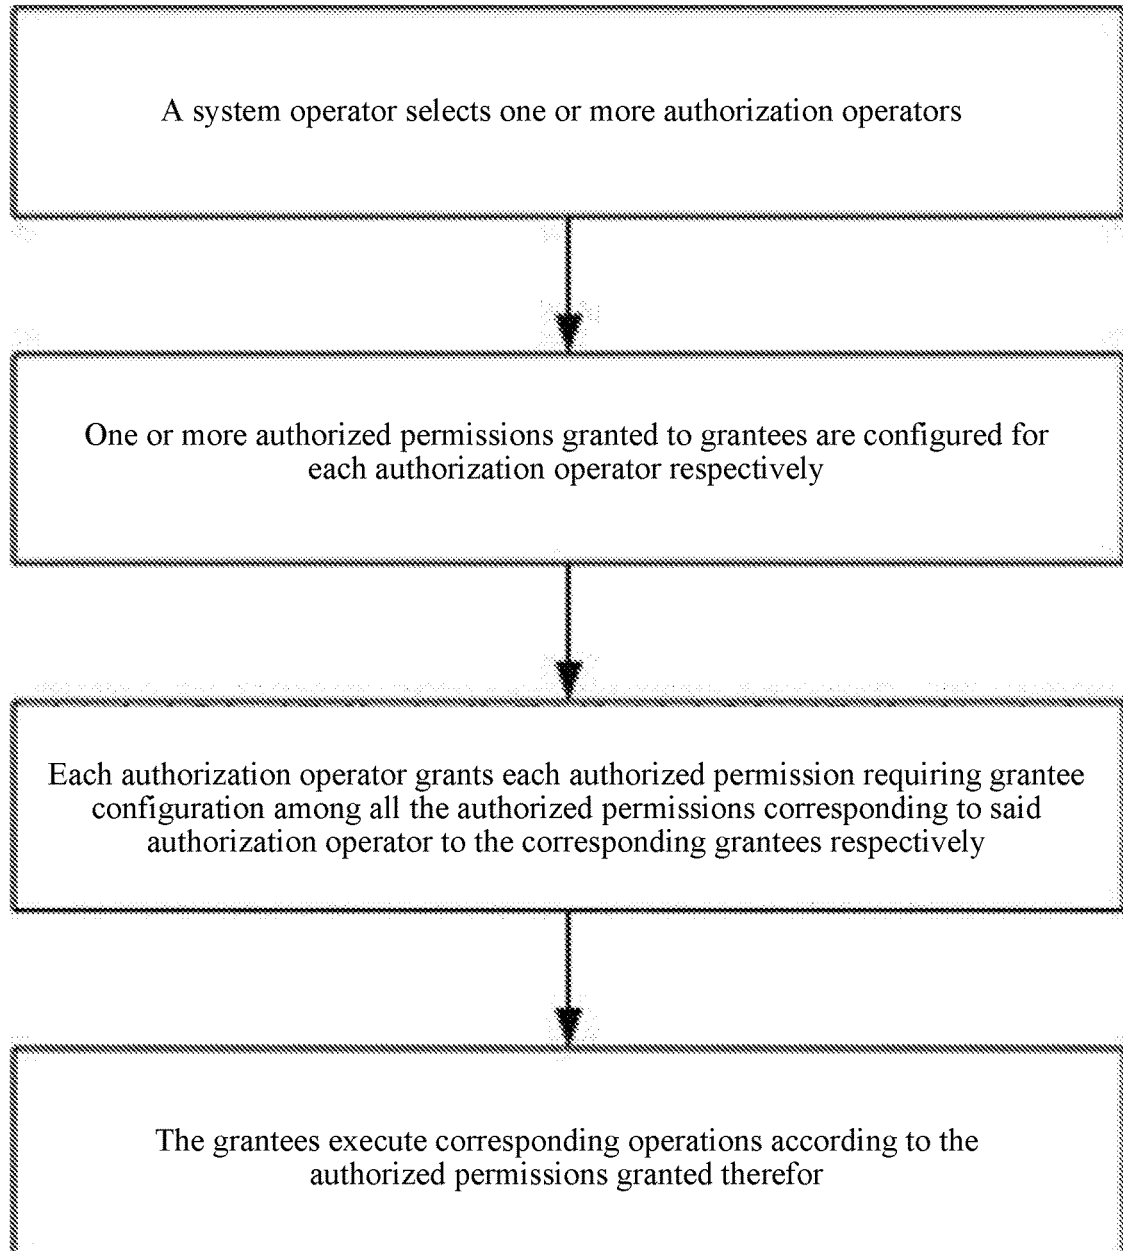 A system operator selects one or more authorization operators
One or more authorized permissions granted to grantees are configured for
each authorization operator respectively
Each authorization operator grants each authorized permission requiring grantee
configuration among all the authorized permissions corresponding to said
authorization operator to the corresponding grantees respectively
The grantees execute corresponding operations according to the
authorized permissions granted therefor